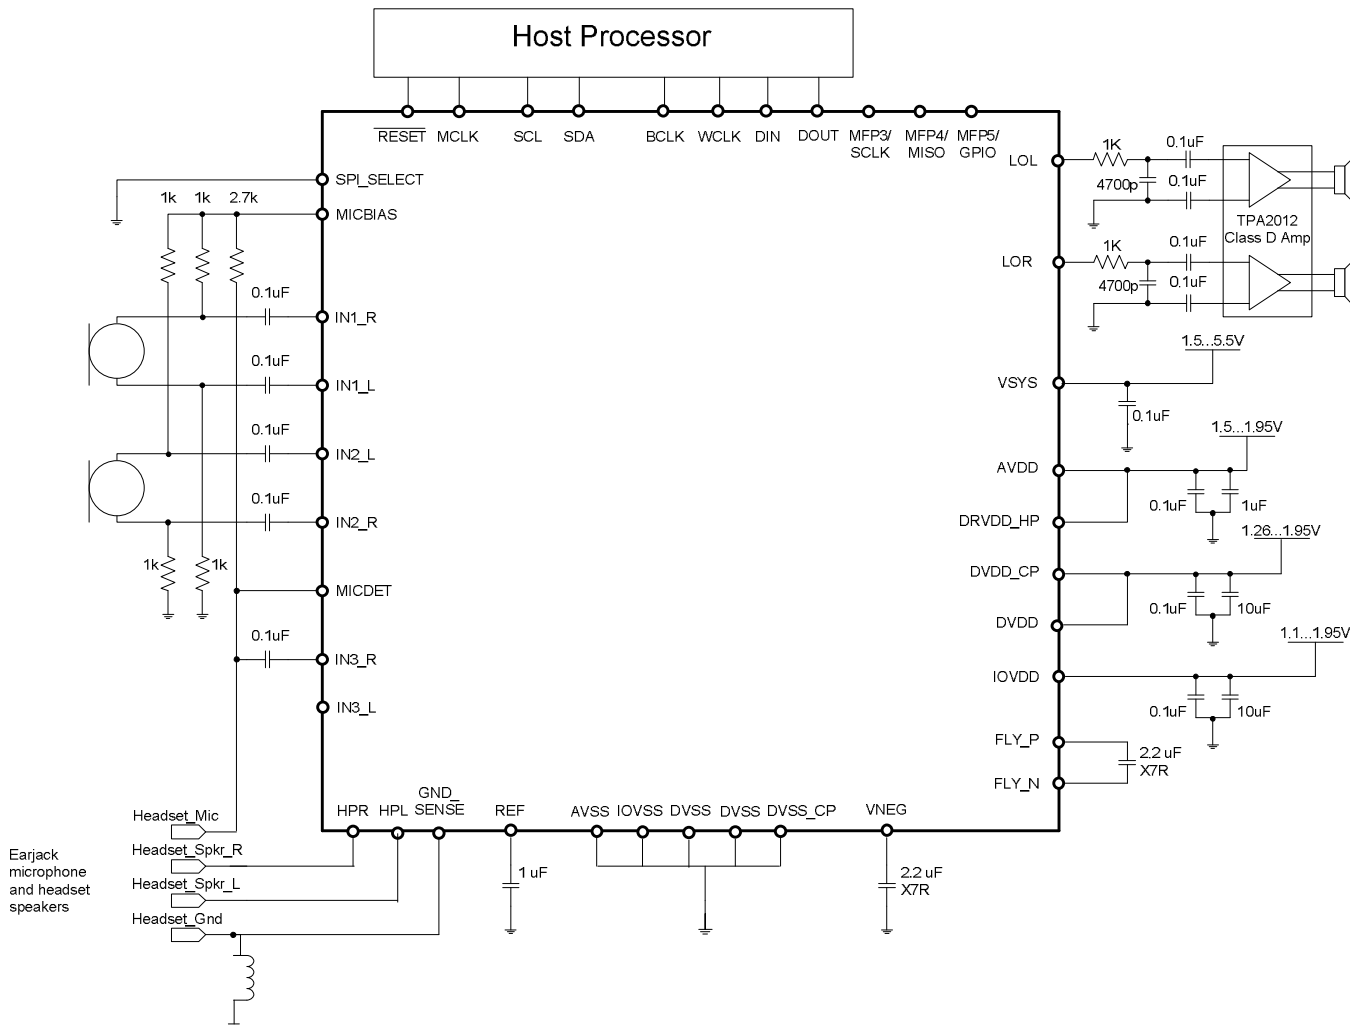 Host Processor
RESET MCLK SCL SDA BCLK WCLK DIN DOUT MFP3/ MFP4/ MFP5/
SCLK MISO GPIO
SPI_SELECT
1k 1k 2.7k
MICBIAS
0.1uF
IN1_R
0.1uF
IN1_L
0.1uF
IN2_L
0.1uF
IN2_R
1k 1k
MICDET
0.1uF
IN3_R
IN3_L
LOL
1K
0.1uF
4700p
0.1uF
TPA2012
Class D Amp
LOR
1K
0.1uF
4700p
0.1uF
1.5...5.5V
VSYS
0.1uF
1.5...1.95V
AVDD
0.1uF 1uF
DRVDD_HP
1.26...1.95V
DVDD_CP
0.1uF 10uF
DVDD
1.1...1.95V
IOVDD
0.1uF 10uF
FLY_P
2.2 uF
X7R
FLY_N
HPR HPL GND_
SENSE
REF
AVSS IOVSS DVSS DVSS DVSS_CP
VNEG
1 uF
2.2 uF
X7R
Headset_Mic
Headset_Spkr_R
Headset_Spkr_L
Headset_Gnd
Earjack
microphone
and headset
speakers